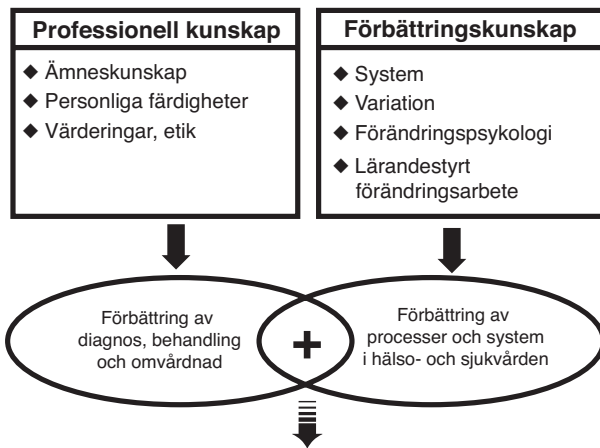 Professionell kunskap
◆ Ämneskunskap
◆ Personliga färdigheter
◆ Värderingar, etik
Förbättringskunskap
◆ System
◆ Variation
◆ Förändringspsykologi
◆ Lärandestyrt
förändringsarbete
Förbättring av
diagnos, behandling
och omvårdnad
+
Förbättring av
processer och system
i hälso- och sjukvården